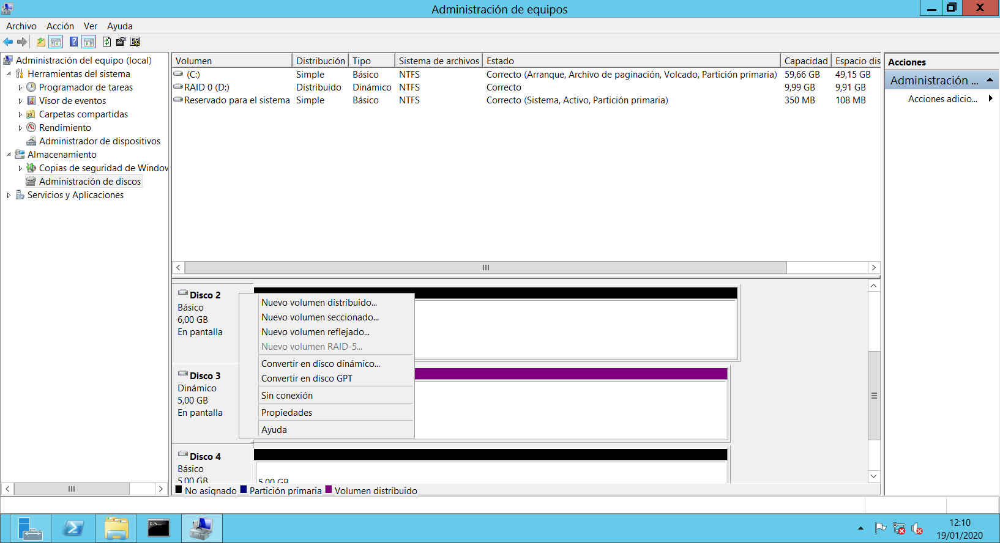 Administración de equipos
Archivo Acción Ver Ayuda
Administración del equipo (local)
Herramientas del sistema
Programador de tareas
Visor de eventos
Carpetas compartidas
Rendimiento
Administrador de dispositivos
Almacenamiento
Copias de seguridad de Window
Administración de discos
Servicios y Aplicaciones
Volumen Distribución Tipo Sistema de archivos Estado Capacidad Espacio dis
(C:) Simple Básico NTFS Correcto (Arranque, Archivo de paginación, Volcado, Partición primaria) 59,66 GB 49,15 GB
RAID 0 (D:) Distribuido Dinámico NTFS Correcto 9,99 GB 9,91 GB
Reservado para el sistema Simple Básico NTFS Correcto (Sistema, Activo, Partición primaria) 350 MB 108 MB
Disco 2
Básico
6,00 GB
En pantalla
Nuevo volumen distribuido...
Nuevo volumen seccionado...
Nuevo volumen reflejado...
Nuevo volumen RAID-5...
Convertir en disco dinámico...
Convertir en disco GPT
Sin conexión
Propiedades
Ayuda
Disco 3
Dinámico
5,00 GB
En pantalla
Disco 4
Básico
5,00 GB
5,00 GB
No asignado Partición primaria Volumen distribuido
Acciones
Administración ...
Acciones adicio...
12:10
19/01/2020